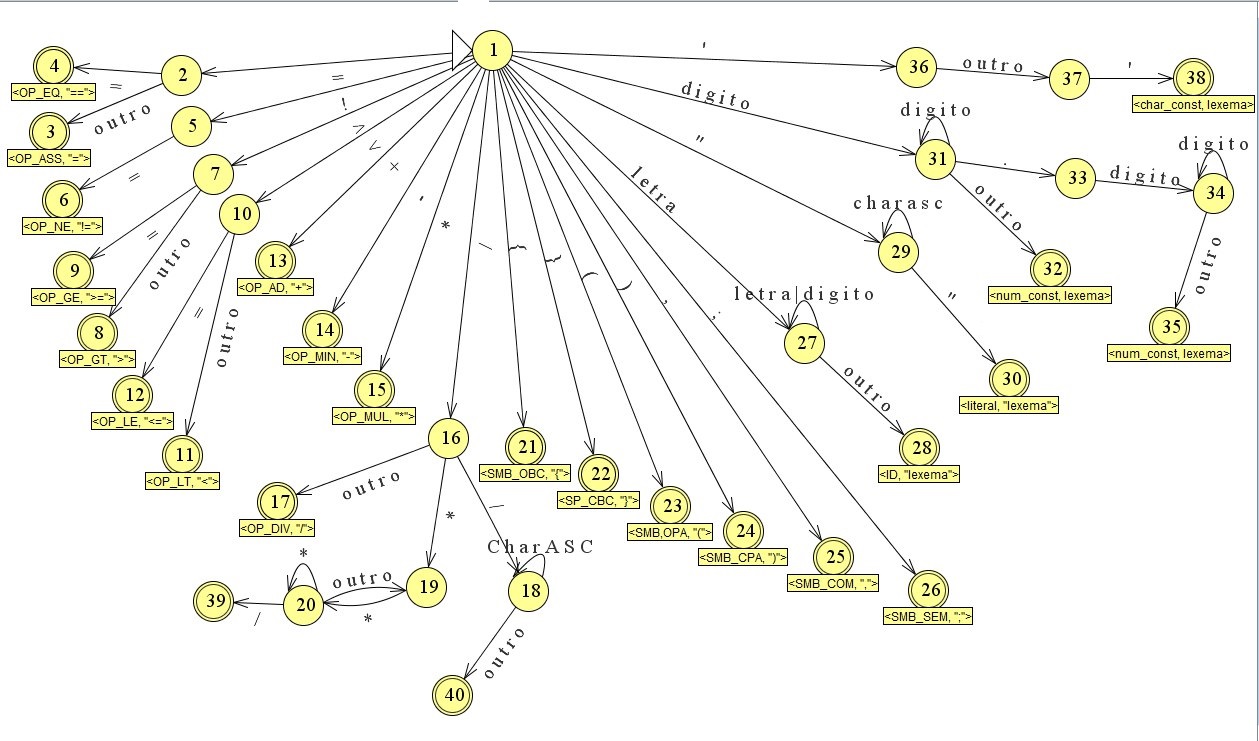 1
'
36
outro
37
'
38
<char_const, lexema>
4
<OP_EQ, "==">
=
2
=
outro
3
<OP_ASS, "=">
5
!
=
6
<OP_NE, "!=">
7
>
=
9
<OP_GE, ">=">
outro
8
<OP_GT, ">">
10
<
=
12
<OP_LE, "<=">
outro
11
<OP_LT, "<">
+
13
<OP_AD, "+">
-
14
<OP_MIN, "-">
*
15
<OP_MUL, "*">
/
16
outro
17
<OP_DIV, "/">
*
19
outro
*
20
*
/
39
/
CharASC
18
outro
40
{
21
<SMB_OBC, "{">
}
22
<SP_CBC, "}">
(
23
<SMB,OPA, "(">
)
24
<SMB_CPA, ")">
,
25
<SMB_COM, ",">
;
26
<SMB_SEM, ";">
letra
letra|digito
27
outro
28
<ID, "lexema">
"
charasc
29
"
30
<literal, "lexema">
digito
digito
31
outro
32
<num_const, lexema>
.
33
digito
digito
34
outro
35
<num_const, lexema>